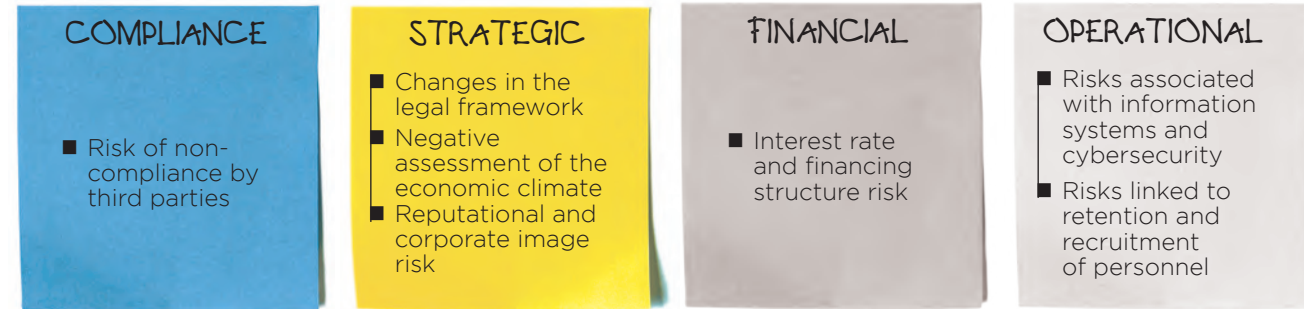 COMPLIANCE
■ Risk of non-
compliance by
third parties
STRATEGIC
■ Changes in the
legal framework
■ Negative
assessment of the
economic climate
■ Reputational and
corporate image
risk
FINANCIAL
■ Interest rate
and financing
structure risk
OPERATIONAL
■ Risks associated
with information
systems and
cybersecurity
■ Risks linked to
retention and
recruitment
of personnel